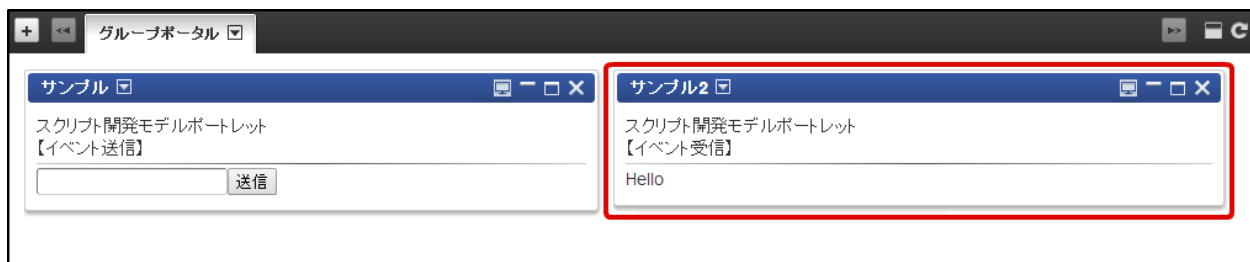 グループポータル
サンプル
スクリプト開発モデルポートレット
【イベント送信】
送信
サンプル2
スクリプト開発モデルポートレット
【イベント受信】
Hello